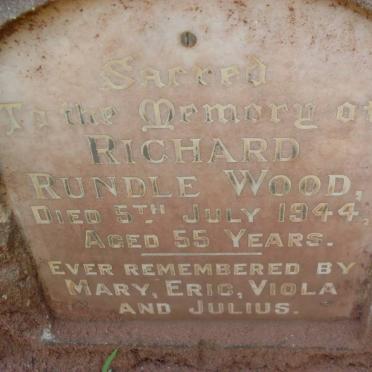 Sacred
To the Memory of
RICHARD
RUNDLE WOOD,
DIED 5TH JULY 1944,
AGED 55 YEARS.
EVER REMEMBERED BY
MARY, ERIC, VIOLA
AND JULIUS.